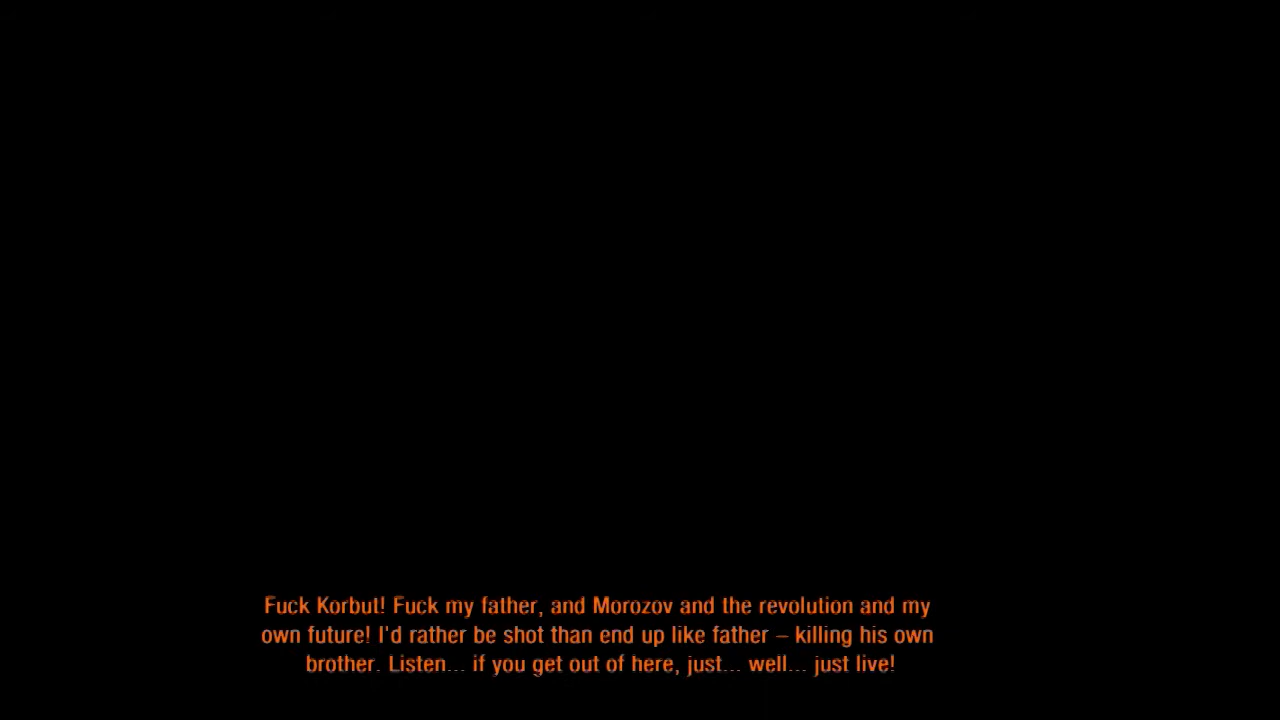 Fuck Korbut! Fuck my father, and Morozov and the revolution and my
own future! I'd rather be shot than end up like father – killing his own
brother. Listen... if you get out of here, just... well... just live!